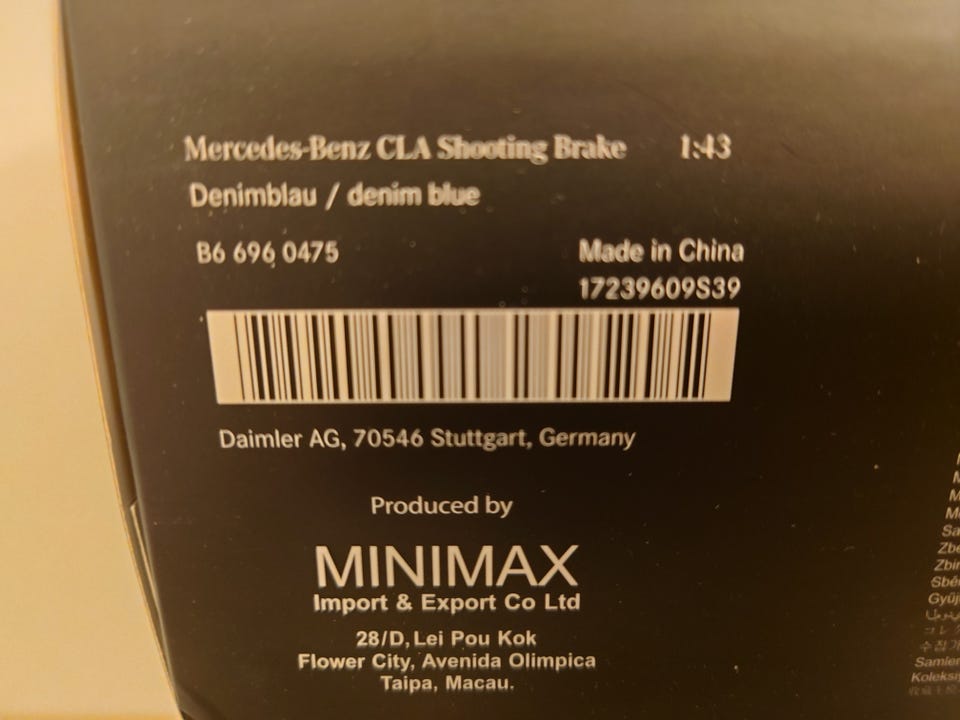 Mercedes-Benz CLA Shooting Brake 1:43
Denimblau / denim blue
B6 696 0475 Made in China
17239609S39
Daimler AG, 70546 Stuttgart, Germany
Produced by
MINIMAX
Import & Export Co Ltd
28/D, Lei Pou Kok
Flower City, Avenida Olimpica
Taipa, Macau.